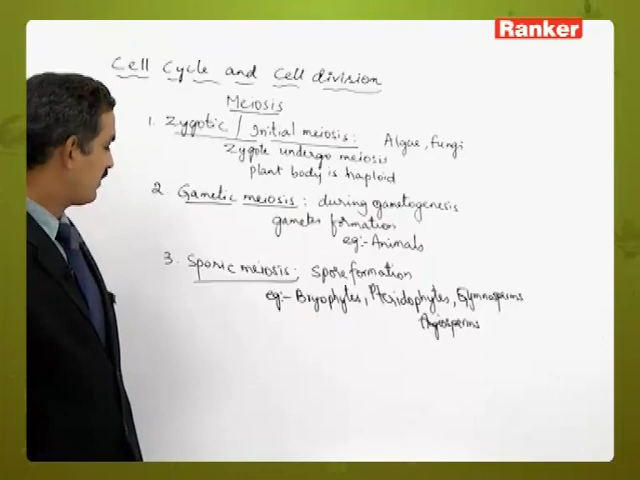 Ranker
Cell Cycle and Cell division
Meiosis
1. Zygotic / Initial meiosis: Algae, fungi
Zygote undergo meiosis
plant body is haploid
2. Gametic meiosis: during gametogenesis
gametes formation
eg:- Animals
3. Sporic meiosis: Spore formation
eg:- Bryophytes, Pteridophytes, Gymnosperms
Angiosperms